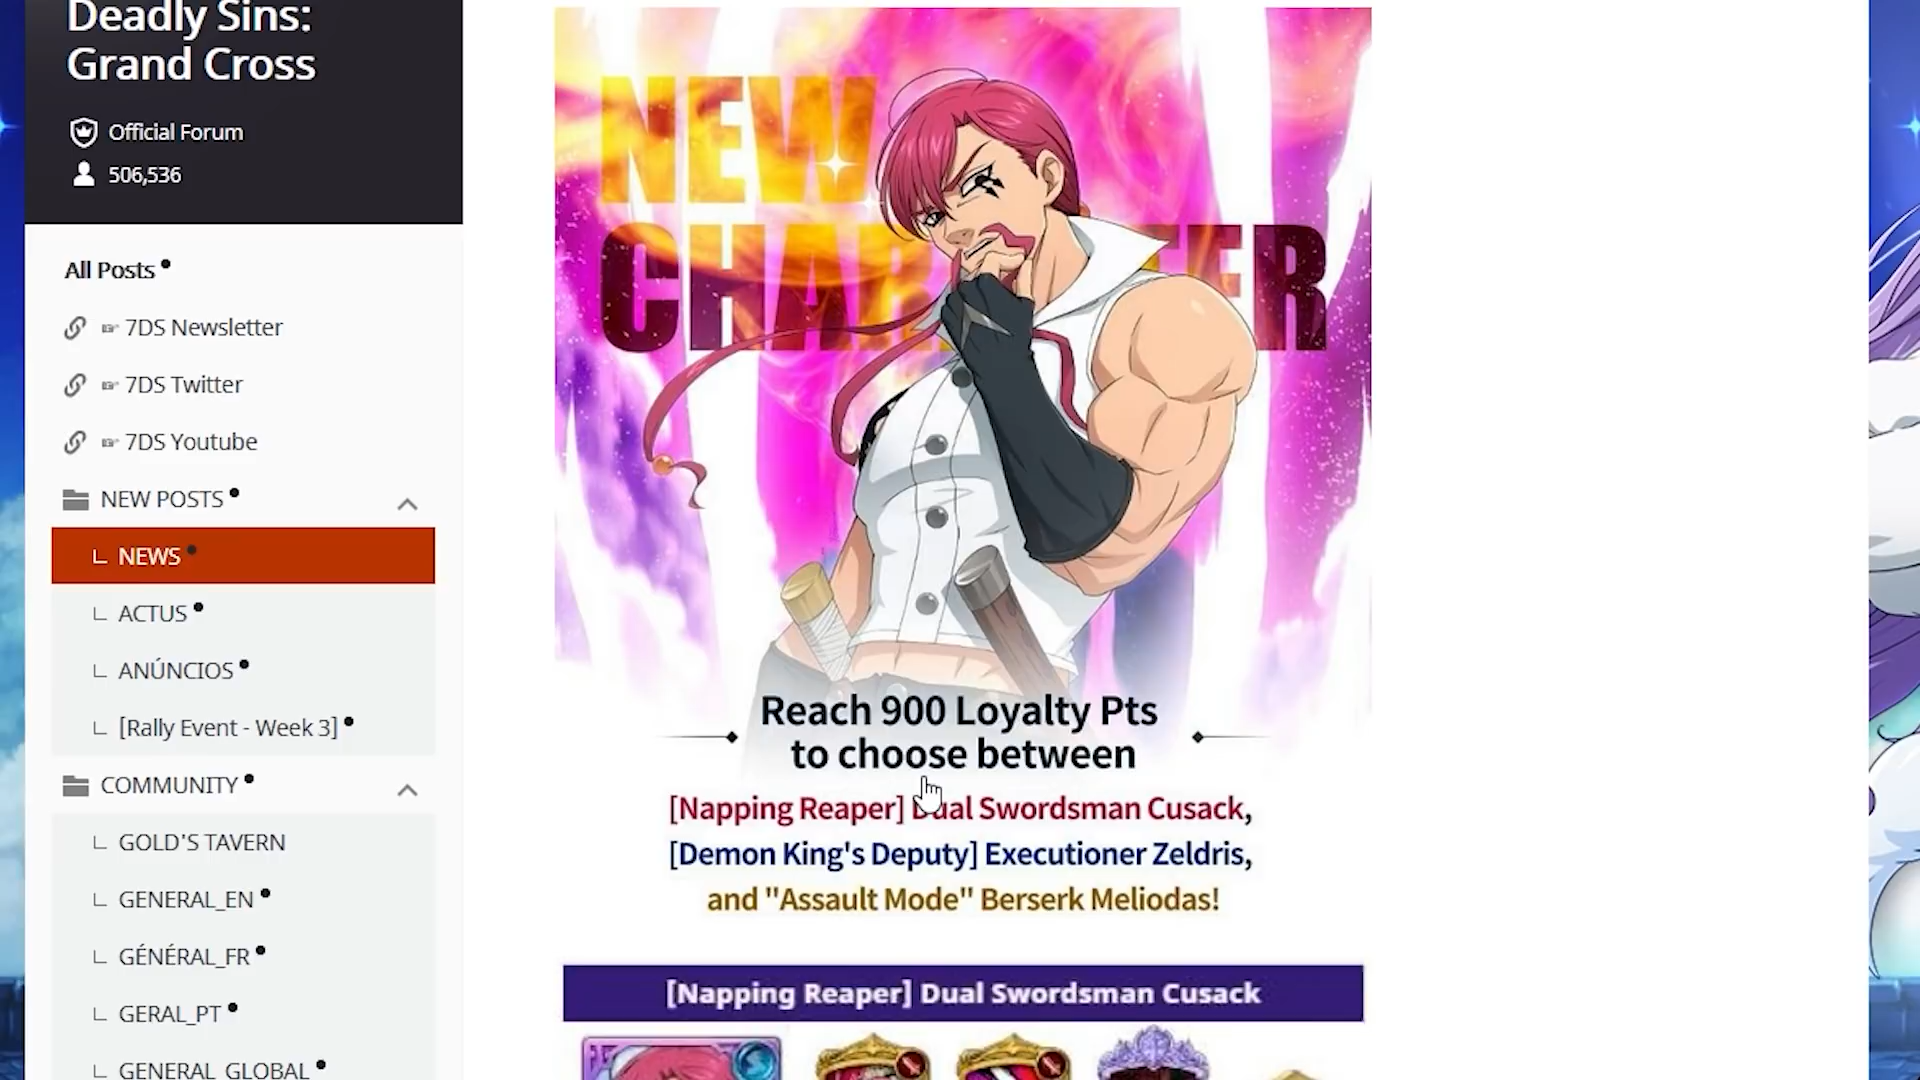 Deadly Sins:
Grand Cross
Official Forum
506,536
All Posts
7DS Newsletter
7DS Twitter
7DS Youtube
NEW POSTS
NEWS
ACTUS
ANÚNCIOS
[Rally Event - Week 3]
COMMUNITY
GOLD'S TAVERN
GENERAL_EN
GÉNÉRAL_FR
GERAL_PT
GENERAL_GLOBAL
NEW
CHARACTER
Reach 900 Loyalty Pts
to choose between
[Napping Reaper] Dual Swordsman Cusack,
[Demon King's Deputy] Executioner Zeldris,
and "Assault Mode" Berserk Meliodas!
[Napping Reaper] Dual Swordsman Cusack